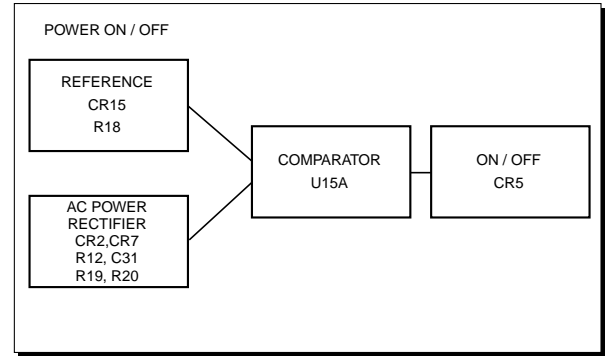 POWER ON / OFF
REFERENCE
CR15
R18
AC POWER
RECTIFIER
CR2,CR7
R12, C31
R19, R20
COMPARATOR
U15A
ON / OFF
CR5